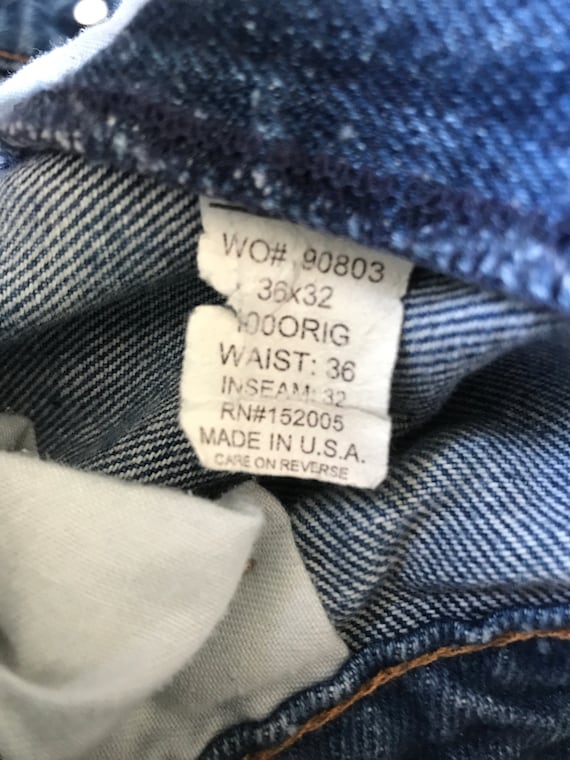 WO# 90803
36x32
100ORIG
WAIST: 36
INSEAM: 32
RN#152005
MADE IN U.S.A.
CARE ON REVERSE